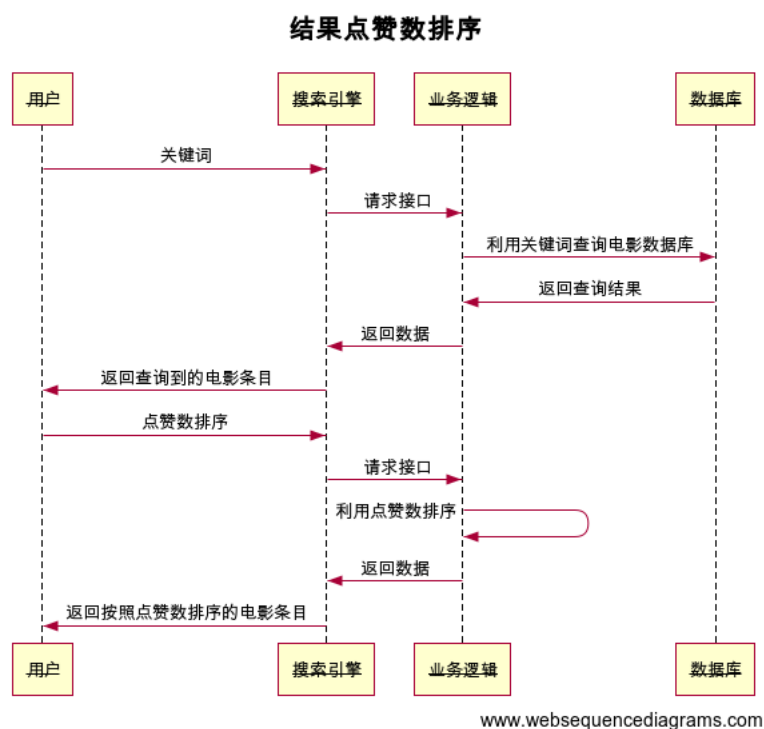 结果点赞数排序
用户 搜索引擎 业务逻辑 数据库
关键词
请求接口
利用关键词查询电影数据库
返回查询结果
返回数据
返回查询到的电影条目
点赞数排序
请求接口
利用点赞数排序
返回数据
返回按照点赞数排序的电影条目
用户 搜索引擎 业务逻辑 数据库
www.websequencediagrams.com